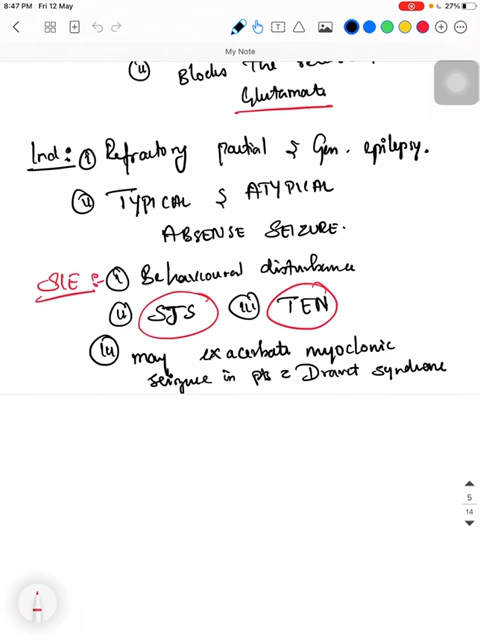 8:47 PM Fri 12 May
27%
My Note
(ii) Blocks The
Glutamate
Ind:- (i) Refractory partial & Gen. epilepsy.
(ii) TYPICAL & ATYPICAL
ABSENSE SEIZURE.
S/E:- (i) Behavioural disturbance
(ii) SJS (iii) TEN
(iv) may exacerbate myoclonic
seizure in pts c Dravet syndrome
5
14